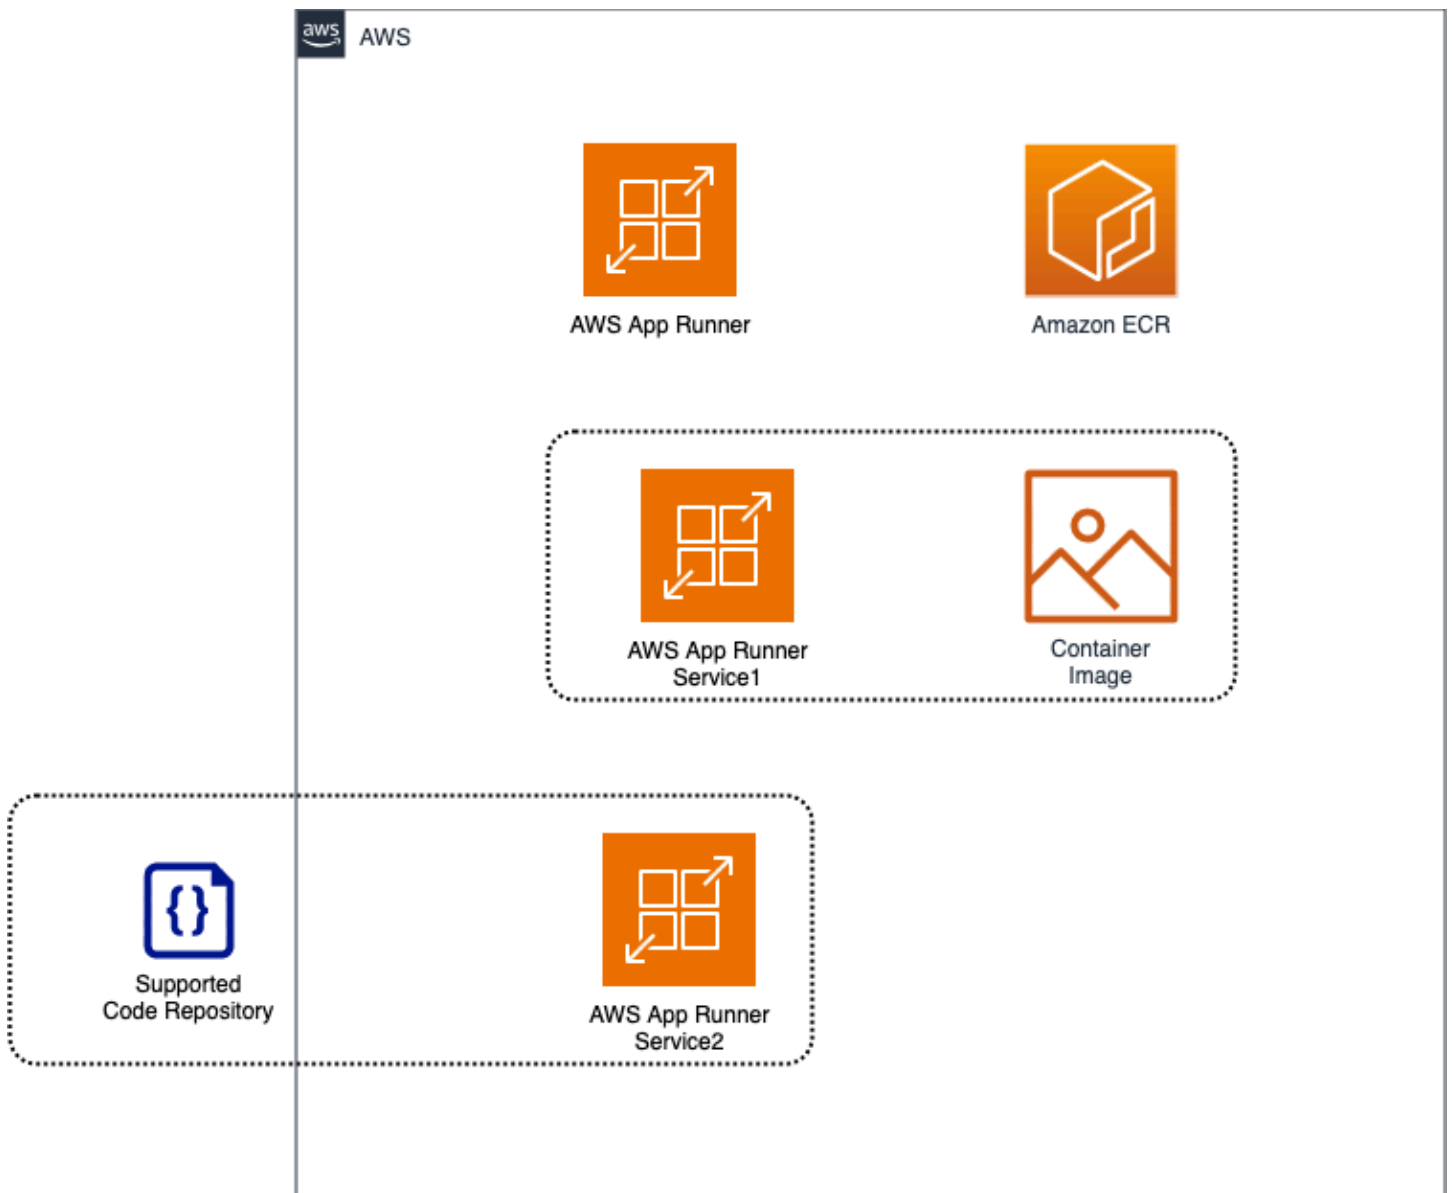 aws
AWS
AWS App Runner
Amazon ECR
AWS App Runner
Service1
Container
Image
{}
Supported
Code Repository
AWS App Runner
Service2